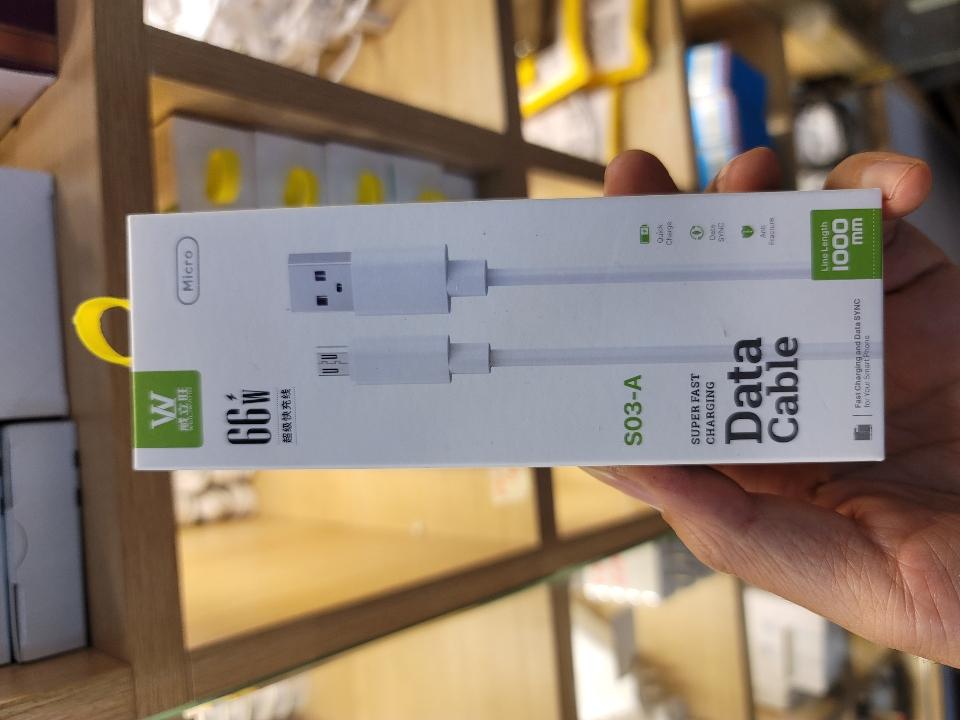 W
Micro
66W
超级快充线
Quick
Charge
Data
SYNC
Anti
Fracture
S03-A
SUPER FAST
CHARGING
Data
Cable
Line Length
1000
mm
Fast Charging and Data SYNC
for Your Smart Phone